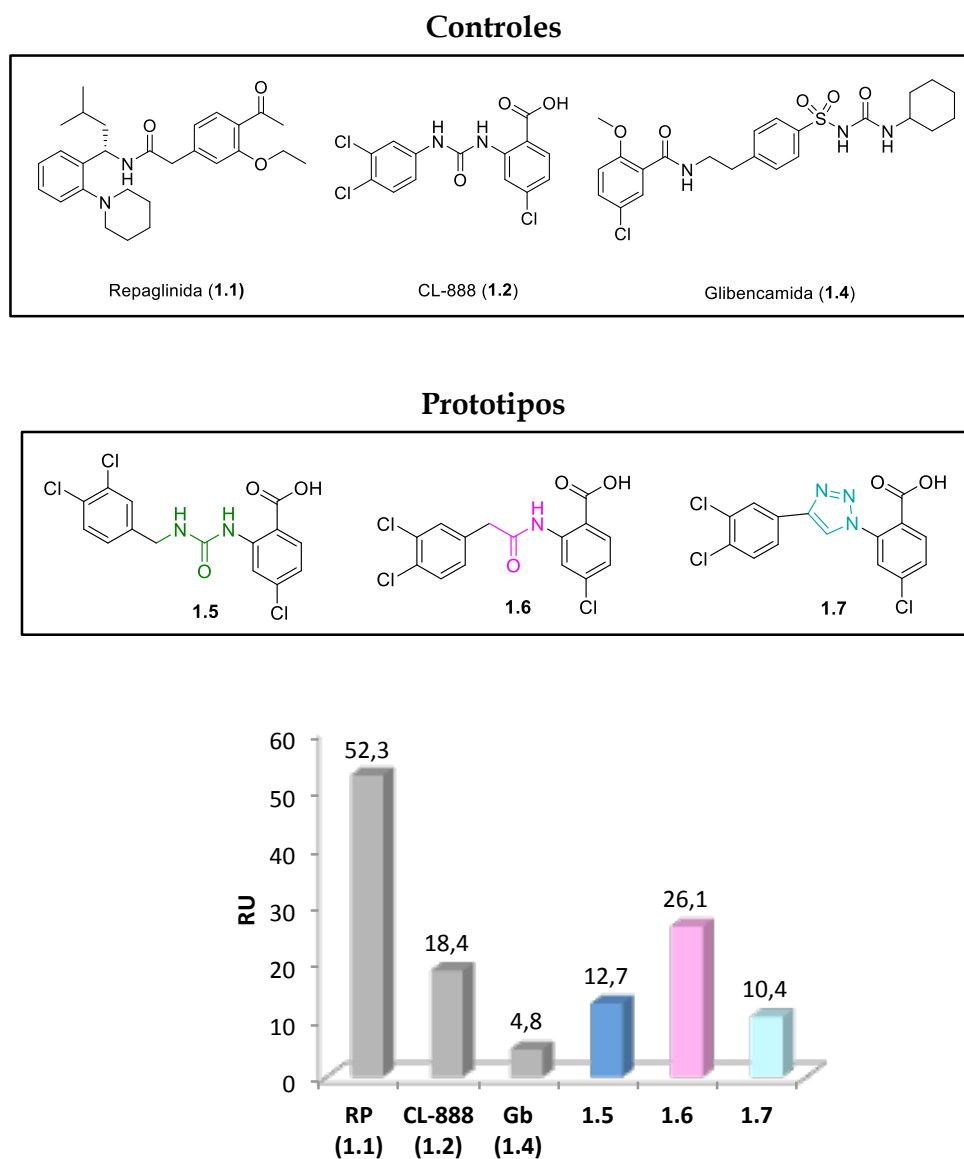 Controles
O
N
H
N
O
O
Cl
Cl
H
N
O
H
N
O
OH
Cl
O
O
N
H
Cl
O
O
S
N
H
O
N
H
Repaglinida (1.1)
CL-888 (1.2)
Glibencamida (1.4)
Prototipos
Cl
Cl
H
N
O
H
N
O
OH
Cl
1.5
Cl
Cl
O
H
N
O
OH
Cl
1.6
Cl
Cl
N
N
N
O
OH
Cl
1.7
RU
60
50
40
30
20
10
0
52,3
18,4
4,8
12,7
26,1
10,4
RP CL-888 Gb 1.5 1.6 1.7
(1.1) (1.2) (1.4)